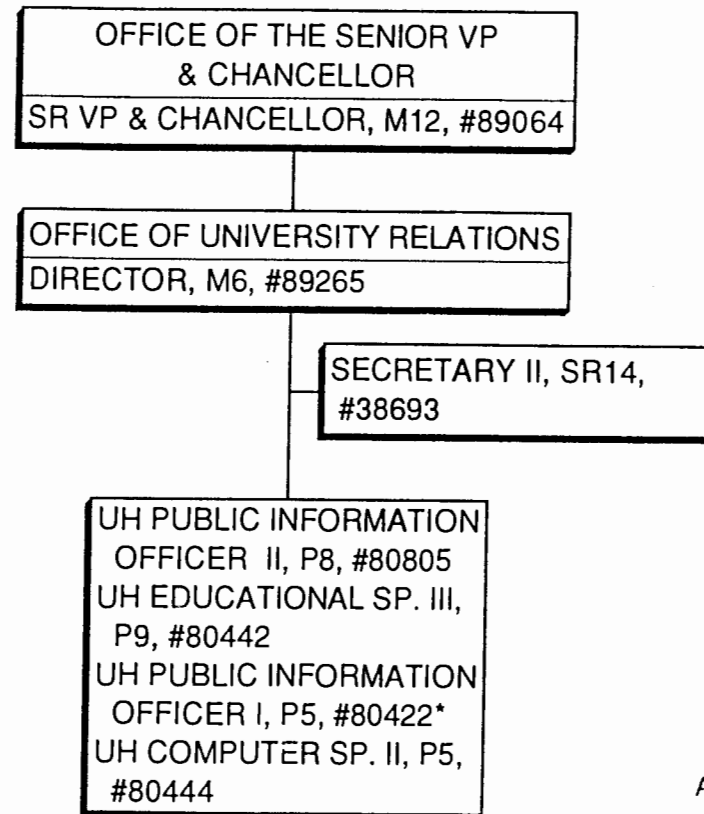 OFFICE OF THE SENIOR VP
& CHANCELLOR
SR VP & CHANCELLOR, M12, #89064
OFFICE OF UNIVERSITY RELATIONS
DIRECTOR, M6, #89265
SECRETARY II, SR14,
#38693
UH PUBLIC INFORMATION
OFFICER II, P8, #80805
UH EDUCATIONAL SP. III,
P9, #80442
UH PUBLIC INFORMATION
OFFICER I, P5, #80422*
UH COMPUTER SP. II, P5,
#80444
A